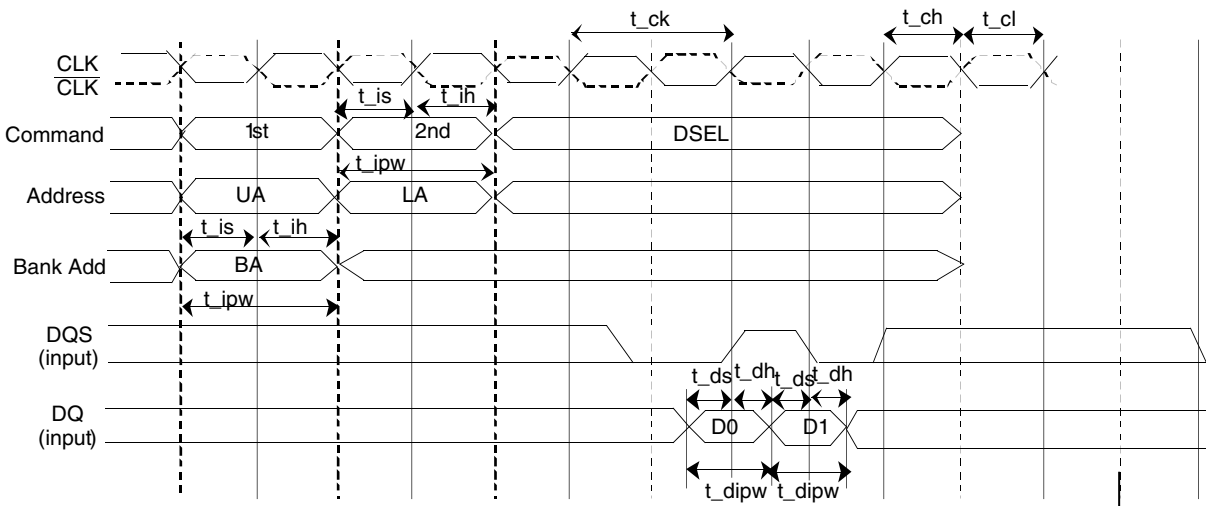 t_ck
t_ch
t_cl
CLK
CLK
t_is
t_ih
Command
1st
2nd
DSEL
t_ipw
Address
UA
LA
t_is
t_ih
Bank Add
BA
t_ipw
DQS
(input)
t_ds
t_dh
t_ds
t_dh
DQ
(input)
D0
D1
t_dipw
t_dipw